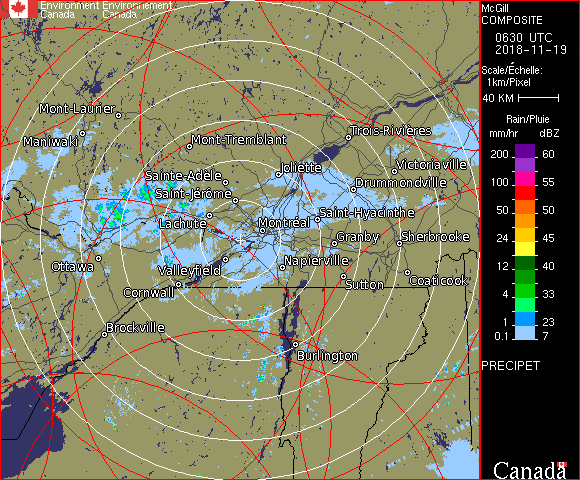 Environment Environnement
Canada Canada
McGill
COMPOSITE
0630 UTC
2018-11-19
Scale/Échelle:
1km/Pixel
40 KM
Rain/Pluie
mm/hr dBZ
200 60
150 57
100 55
50 50
24 45
12 40
4 33
1 23
0.1 7
PRECIPET
Canada
Mont-Laurier
Maniwaki
Mont-Tremblant
Trois-Rivières
Joliette
Victoriaville
Sainte-Adèle
Drummondville
Saint-Jérôme
Saint-Hyacinthe
Lachute
Montréal
Granby
Sherbrooke
Ottawa
Valleyfield
Napierville
Sutton
Coaticook
Cornwall
Brockville
Burlington